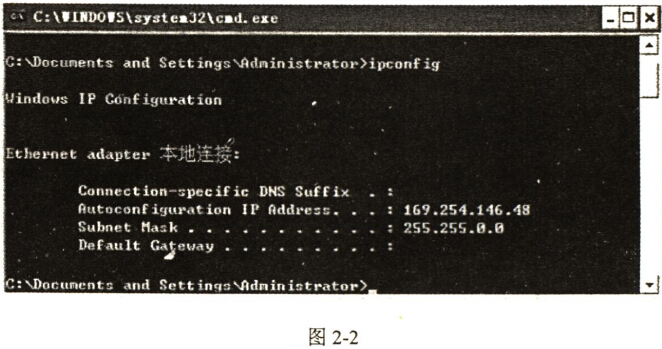 C:\WINDOWS\system32\cmd.exe
C:\Documents and Settings\Administrator>ipconfig
Windows IP Configuration
Ethernet adapter 本地连接:
Connection-specific DNS Suffix . :
Autoconfiguration IP Address. . . : 169.254.146.48
Subnet Mask . . . . . . . . . . . : 255.255.0.0
Default Gateway . . . . . . . . . :
C:\Documents and Settings\Administrator>_
图 2-2